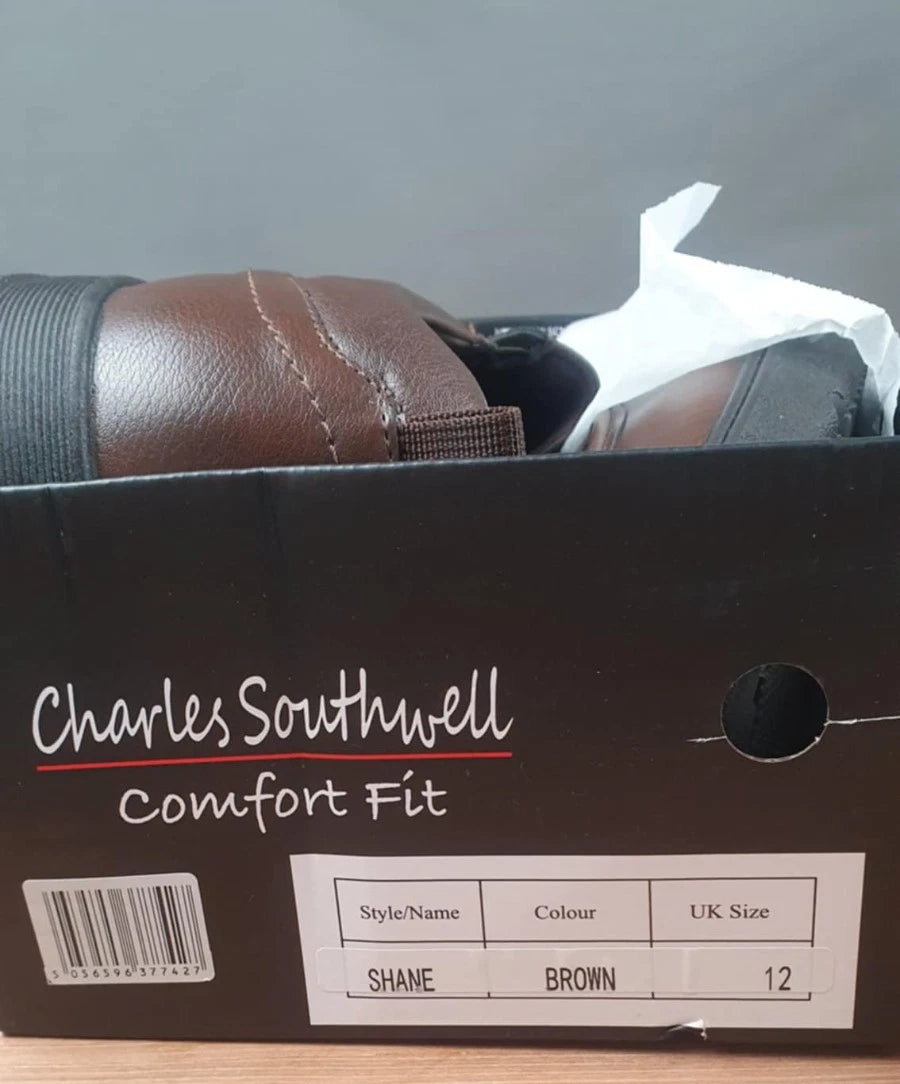 Charles Southwell
Comfort Fit
Style/Name Colour UK Size
SHANE BROWN 12
5 056596 377427